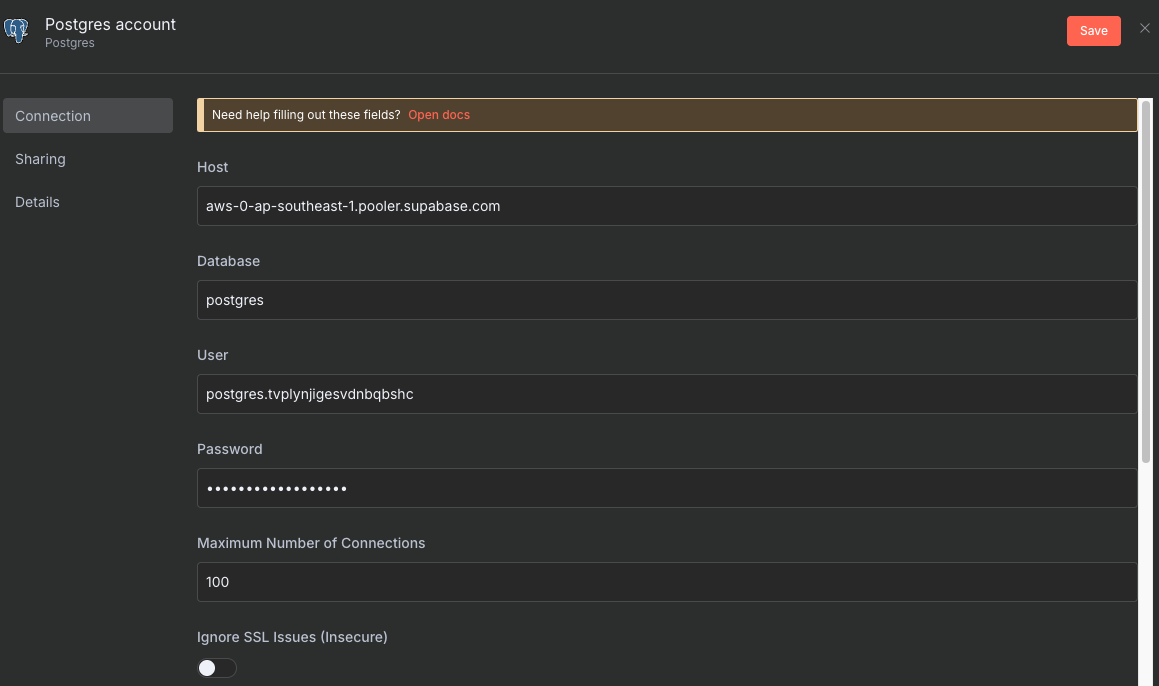 Postgres account
Postgres
Save
Connection
Sharing
Details
Need help filling out these fields? Open docs
Host
aws-0-ap-southeast-1.pooler.supabase.com
Database
postgres
User
postgres.tvplynjigesvdnbqbshc
Password
••••••••••••••••••
Maximum Number of Connections
100
Ignore SSL Issues (Insecure)